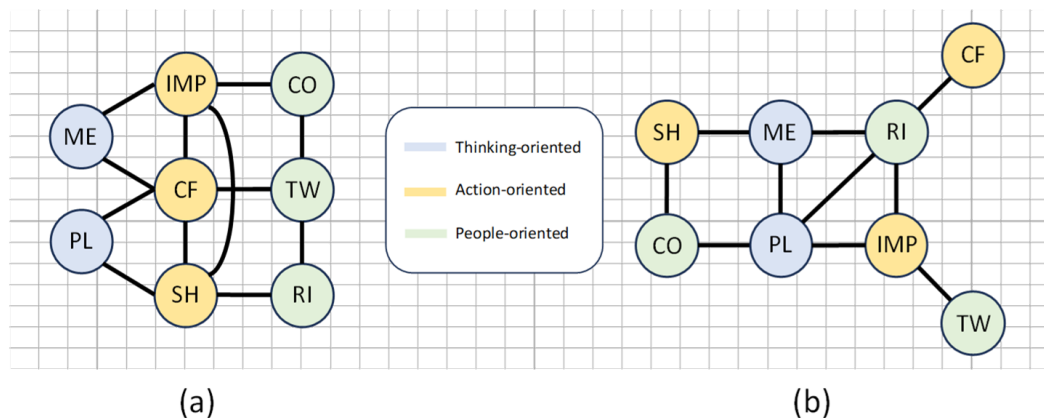 IMP
CO
ME
CF
TW
PL
SH
RI
Thinking-oriented
Action-oriented
People-oriented
CF
SH
ME
RI
CO
PL
IMP
TW
(a)
(b)